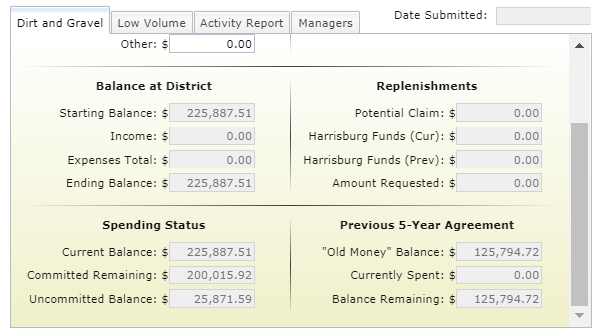 Dirt and Gravel Low Volume Activity Report Managers Date Submitted:
Other: $ 0.00
Balance at District
Starting Balance: $ 225,887.51
Income: $ 0.00
Expenses Total: $ 0.00
Ending Balance: $ 225,887.51
Replenishments
Potential Claim: $ 0.00
Harrisburg Funds (Cur): $ 0.00
Harrisburg Funds (Prev): $ 0.00
Amount Requested: $ 0.00
Spending Status
Current Balance: $ 225,887.51
Committed Remaining: $ 200,015.92
Uncommitted Balance: $ 25,871.59
Previous 5-Year Agreement
"Old Money" Balance: $ 125,794.72
Currently Spent: $ 0.00
Balance Remaining: $ 125,794.72